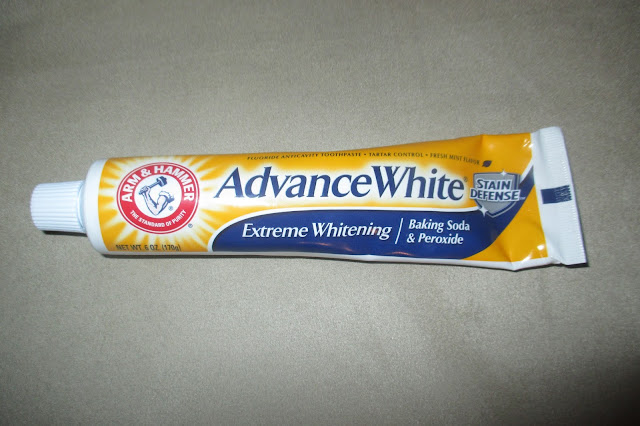 FLUORIDE ANTICAVITY TOOTHPASTE • TARTAR CONTROL • FRESH MINT FLAVOR
ARM & HAMMER
THE STANDARD OF PURITY
AdvanceWhite®
STAIN
DEFENSE
Extreme Whitening
Baking Soda
& Peroxide
NET WT. 6 OZ. (170g)